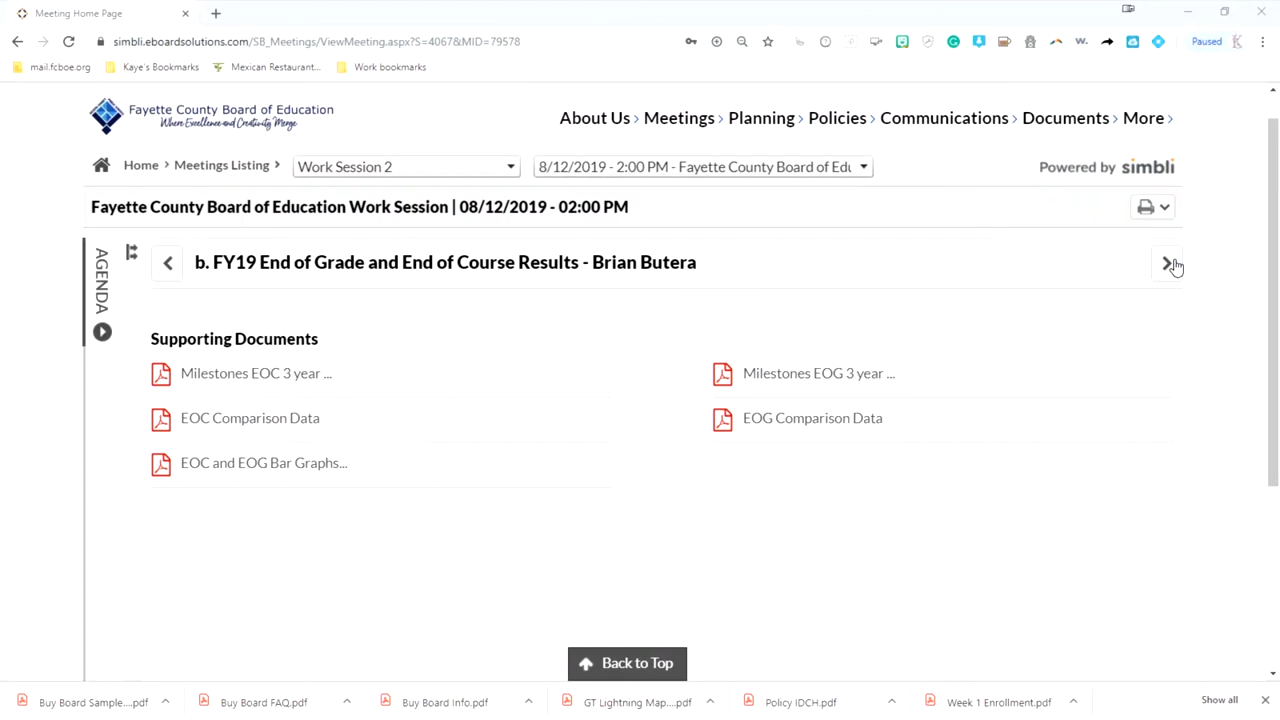 Meeting Home Page
simbli.eboardsolutions.com/SB_Meetings/ViewMeeting.aspx?S=4067&MID=79578
Paused
mail.fcboe.org Kaye's Bookmarks Mexican Restaurant... Work bookmarks
Fayette County Board of Education
Where Excellence and Creativity Merge
About Us Meetings Planning Policies Communications Documents More
Home Meetings Listing Work Session 2 8/12/2019 - 2:00 PM - Fayette County Board of Edu
Powered by simbli
Fayette County Board of Education Work Session | 08/12/2019 - 02:00 PM
AGENDA
b. FY19 End of Grade and End of Course Results - Brian Butera
Supporting Documents
Milestones EOC 3 year ... Milestones EOG 3 year ...
EOC Comparison Data EOG Comparison Data
EOC and EOG Bar Graphs...
Back to Top
Buy Board Sample....pdf Buy Board FAQ.pdf Buy Board Info.pdf GT Lightning Map....pdf Policy IDCH.pdf Week 1 Enrollment.pdf Show all